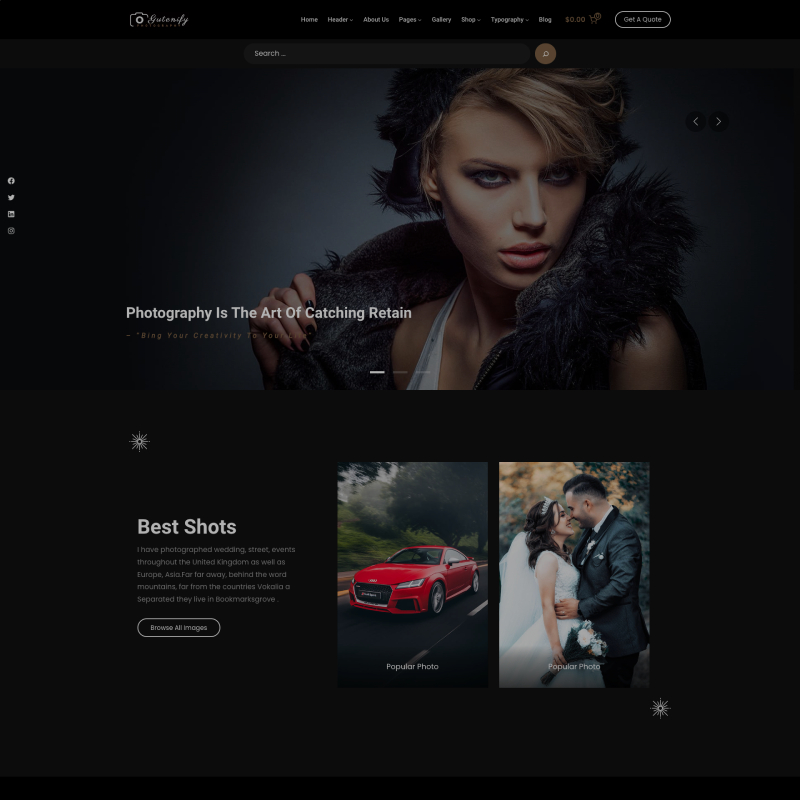 Gutenify
PHOTOGRAPHY
Home Header About Us Pages Gallery Shop Typography Blog $0.00 0 Get A Quote
Search ...
Photography Is The Art Of Catching Retain
– "Bing Your Creativity To Your Life"
Best Shots
I have photographed wedding, street, events
throughout the United Kingdom as well as
Europe, Asia.Far far away, behind the word
mountains, far from the countries Vokalia a
Separated they live in Bookmarksgrove .
Browse All Images
Popular Photo
Popular Photo